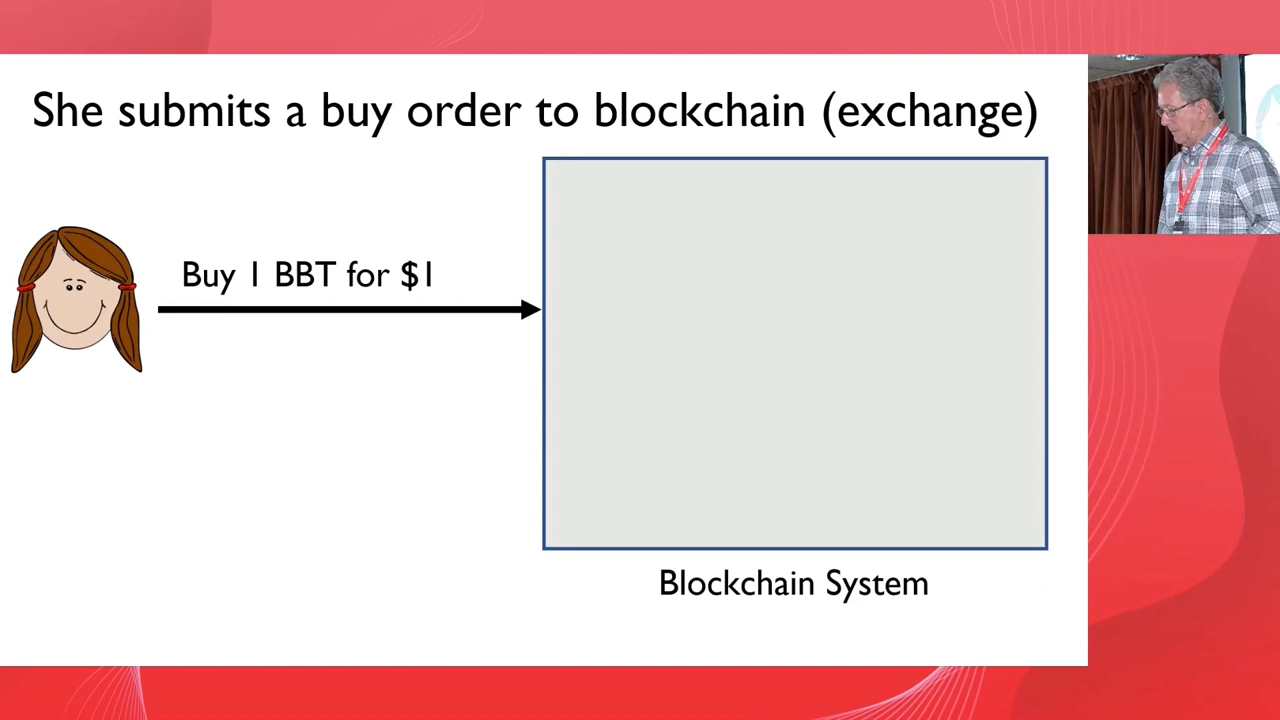 She submits a buy order to blockchain (exchange)
Buy 1 BBT for $1
Blockchain System